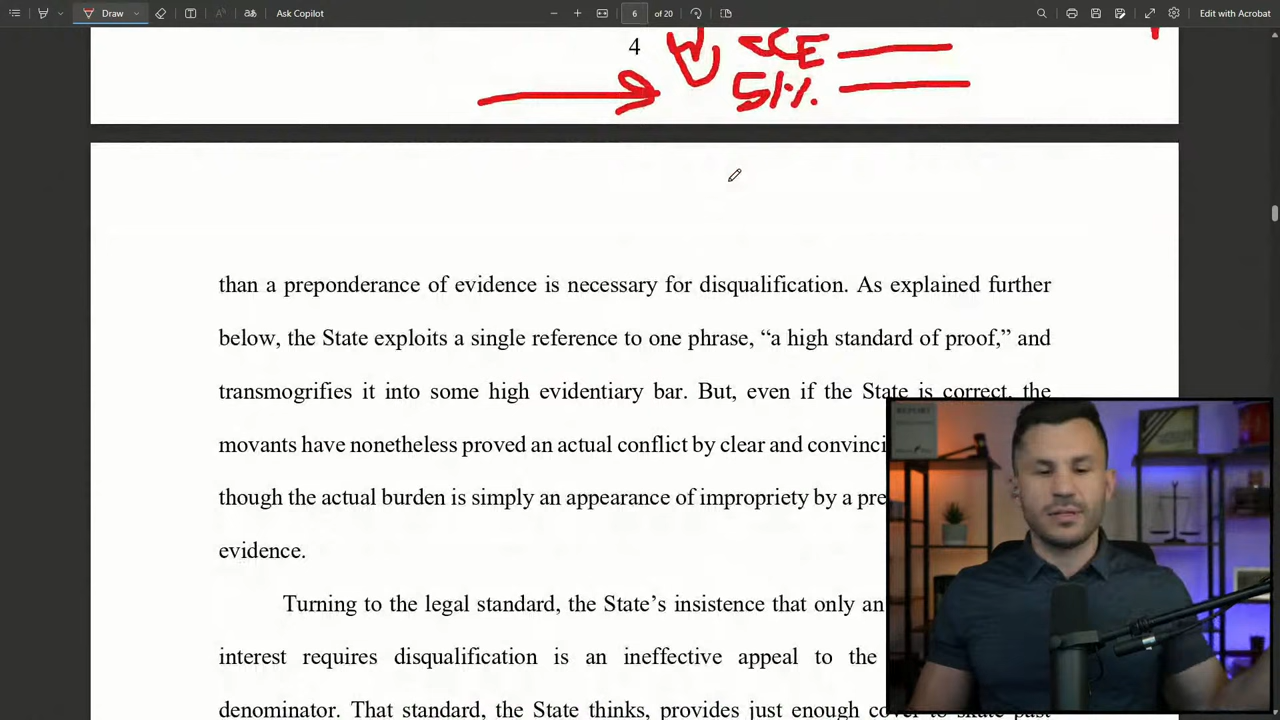 Draw
Ask Copilot
6
of 20
Edit with Acrobat
4
51%
than a preponderance of evidence is necessary for disqualification. As explained further
below, the State exploits a single reference to one phrase, “a high standard of proof,” and
transmogrifies it into some high evidentiary bar. But, even if the State is correct, the
movants have nonetheless proved an actual conflict by clear and
though the actual burden is simply an appearance of impropriety by a
evidence.
Turning to the legal standard, the State’s insistence that only an
interest requires disqualification is an ineffective appeal to the
denominator. That standard, the State thinks, provides just enough cover to skate past